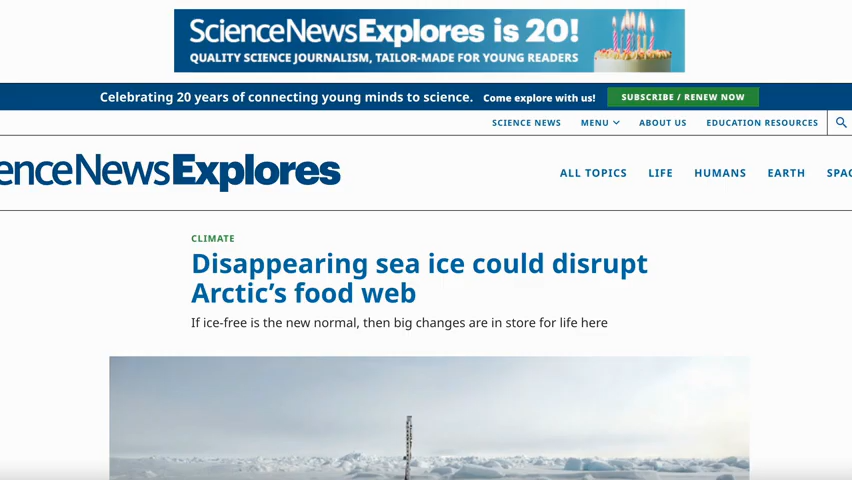 ScienceNewsExplores is 20!
QUALITY SCIENCE JOURNALISM, TAILOR-MADE FOR YOUNG READERS
Celebrating 20 years of connecting young minds to science. Come explore with us! SUBSCRIBE / RENEW NOW
SCIENCE NEWS MENU ABOUT US EDUCATION RESOURCES
enceNewsExplores
ALL TOPICS LIFE HUMANS EARTH SPAC
CLIMATE
Disappearing sea ice could disrupt
Arctic’s food web
If ice-free is the new normal, then big changes are in store for life here